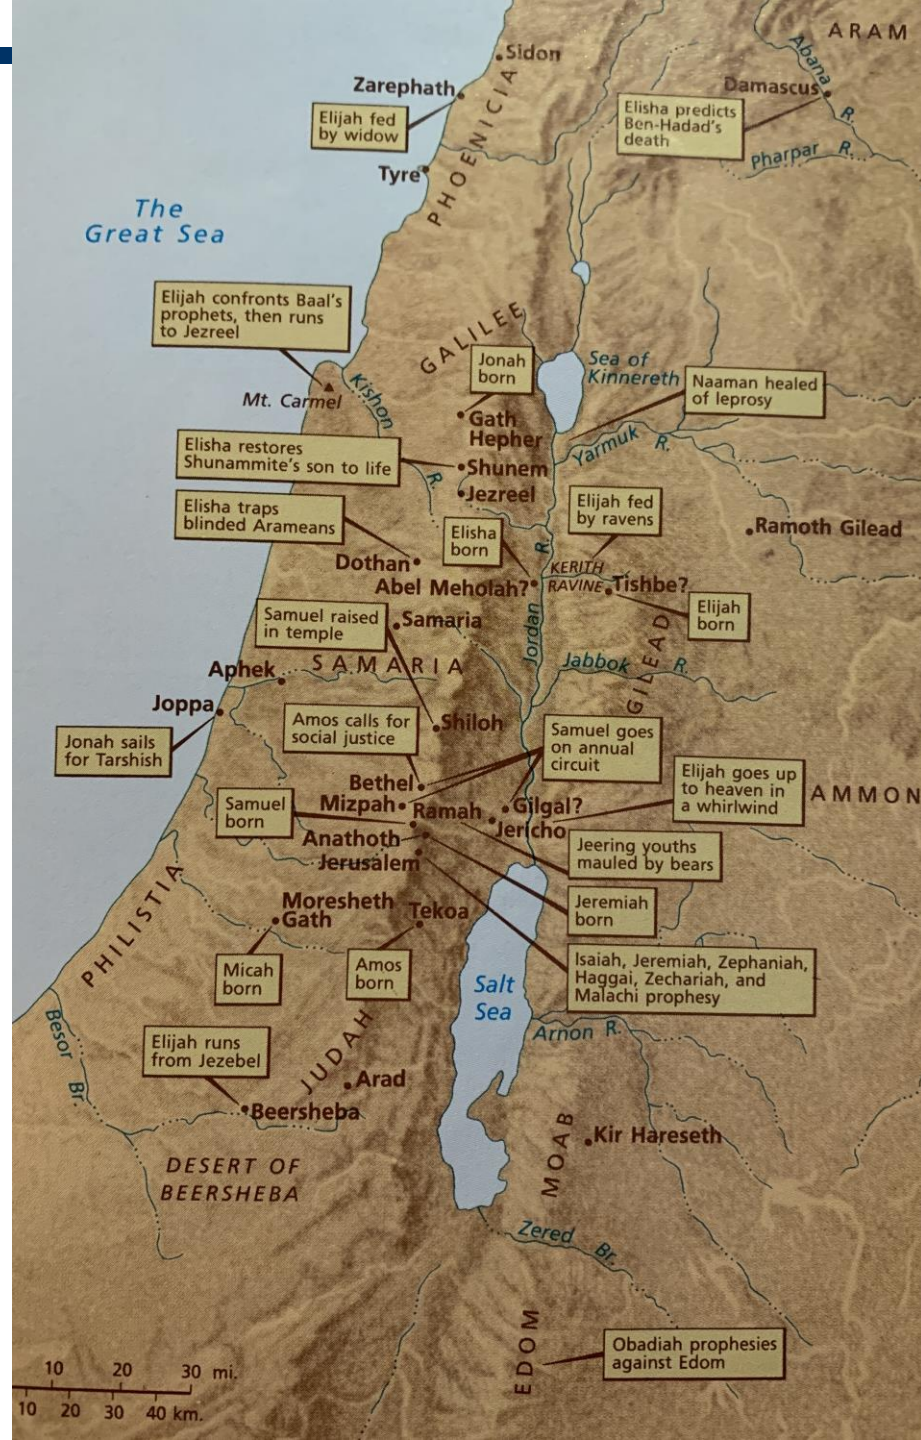 ARAM
Sidon
Abana
R.
Zarephath
Damascus
PHOENICIA
Elijah fed
by widow
Elisha predicts
Ben-Hadad's
death
Pharpar R.
Tyre
The
Great Sea
Elijah confronts Baal's
prophets, then runs
to Jezreel
GALILEE
Jonah
born
Sea of
Kinnereth
Naaman healed
of leprosy
Mt. Carmel
Kishon
R.
Gath
Hepher
Yarmuk R.
Elisha restores
Shunammite's son to life
Shunem
Jezreel
Elisha traps
blinded Arameans
Elijah fed
by ravens
Elisha
born
Ramoth Gilead
Dothan
KERITH
RAVINE
Abel Meholah?
Tishbe?
Jordan
R.
Elijah
born
Samuel raised
in temple
Samaria
SAMARIA
GILEAD
Jabbok R.
Aphek
Joppa
Jonah sails
for Tarshish
Amos calls for
social justice
Shiloh
Samuel goes
on annual
circuit
Elijah goes up
to heaven in
a whirlwind
AMMON
Bethel
Mizpah
Samuel
born
Ramah
Gilgal?
Jericho
Anathoth
Jerusalem
Jeering youths
mauled by bears
PHILISTIA
Moresheth
Gath
Tekoa
Jeremiah
born
Micah
born
Amos
born
Isaiah, Jeremiah, Zephaniah,
Haggai, Zechariah, and
Malachi prophesy
Salt
Sea
Arnon R.
Besor
Br.
Elijah runs
from Jezebel
JUDAH
Arad
Beersheba
MOAB
Kir Hareseth
DESERT OF
BEERSHEBA
Zered Br.
EDOM
Obadiah prophesies
against Edom
10 20 30 mi.
10 20 30 40 km.